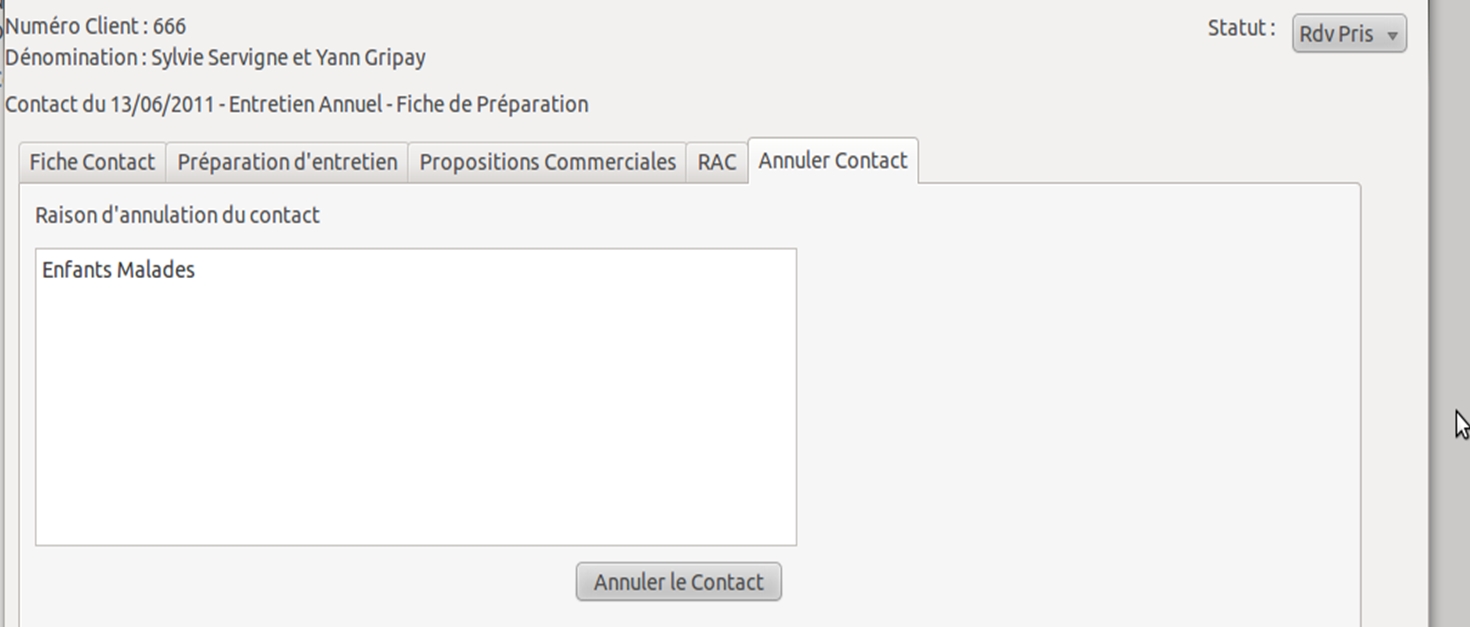 Numéro Client : 666
Statut :
Rdv Pris
Dénomination : Sylvie Servigne et Yann Gripay
Contact du 13/06/2011 - Entretien Annuel - Fiche de Préparation
Fiche Contact
Préparation d'entretien
Propositions Commerciales
RAC
Annuler Contact
Raison d'annulation du contact
Enfants Malades
Annuler le Contact